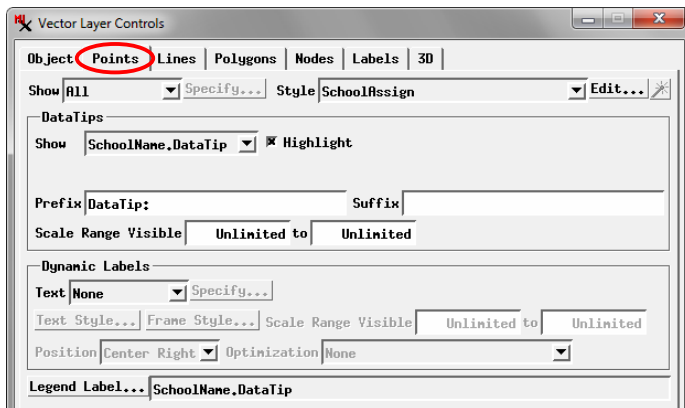 Vector Layer Controls
Object Points Lines Polygons Nodes Labels 3D
Show All Specify... Style SchoolAssign Edit...
DataTips
Show SchoolName.DataTip Highlight
Prefix DataTip: Suffix
Scale Range Visible Unlimited to Unlimited
Dynamic Labels
Text None Specify...
Text Style... Frame Style... Scale Range Visible Unlimited to Unlimited
Position Center Right Optimization None
Legend Label... SchoolName.DataTip